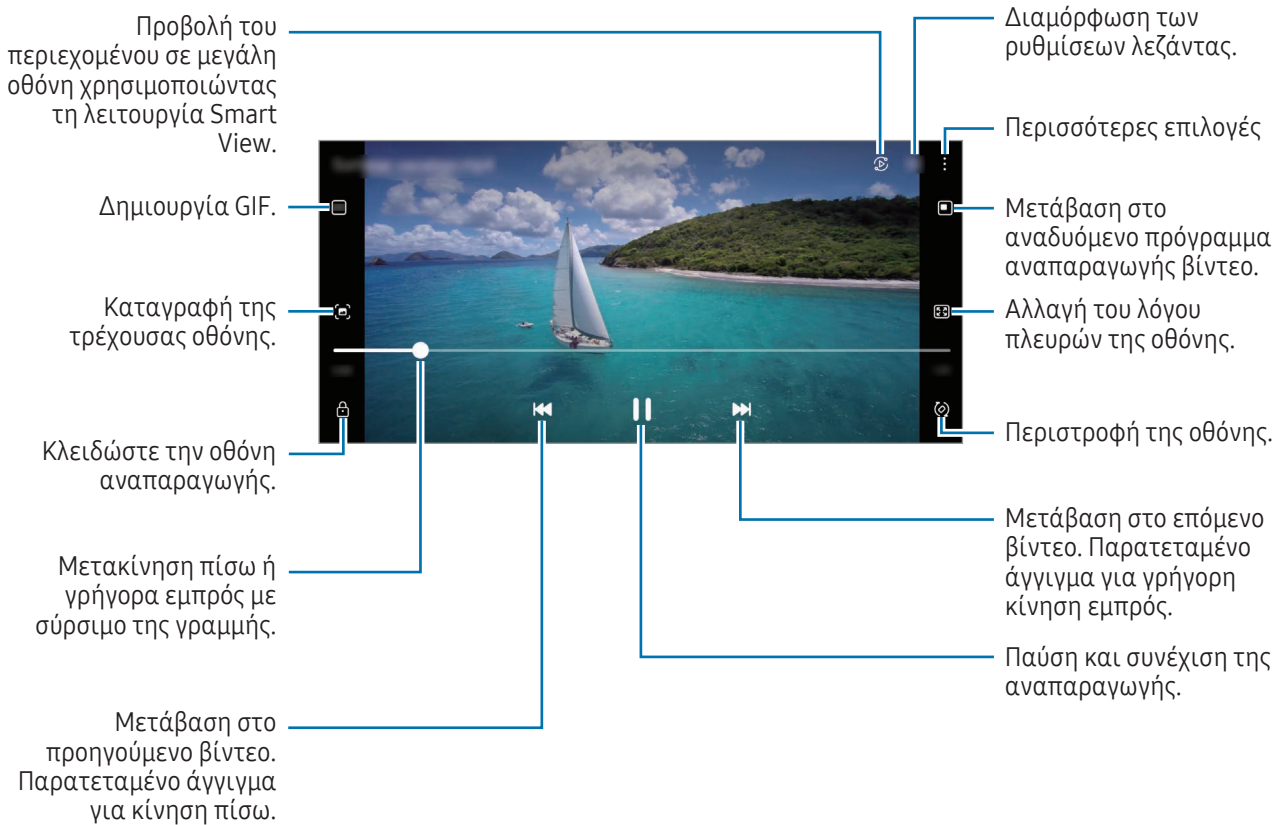 Προβολή του
περιεχομένου σε μεγάλη
οθόνη χρησιμοποιώντας
τη λειτουργία Smart
View.
Δημιουργία GIF.
Καταγραφή της
τρέχουσας οθόνης.
Κλειδώστε την οθόνη
αναπαραγωγής.
Μετακίνηση πίσω ή
γρήγορα εμπρός με
σύρσιμο της γραμμής.
Μετάβαση στο
προηγούμενο βίντεο.
Παρατεταμένο άγγιγμα
για κίνηση πίσω.
Διαμόρφωση των
ρυθμίσεων λεζάντας.
Περισσότερες επιλογές
Μετάβαση στο
αναδυόμενο πρόγραμμα
αναπαραγωγής βίντεο.
Αλλαγή του λόγου
πλευρών της οθόνης.
Περιστροφή της οθόνης.
Μετάβαση στο επόμενο
βίντεο. Παρατεταμένο
άγγιγμα για γρήγορη
κίνηση εμπρός.
Παύση και συνέχιση της
αναπαραγωγής.